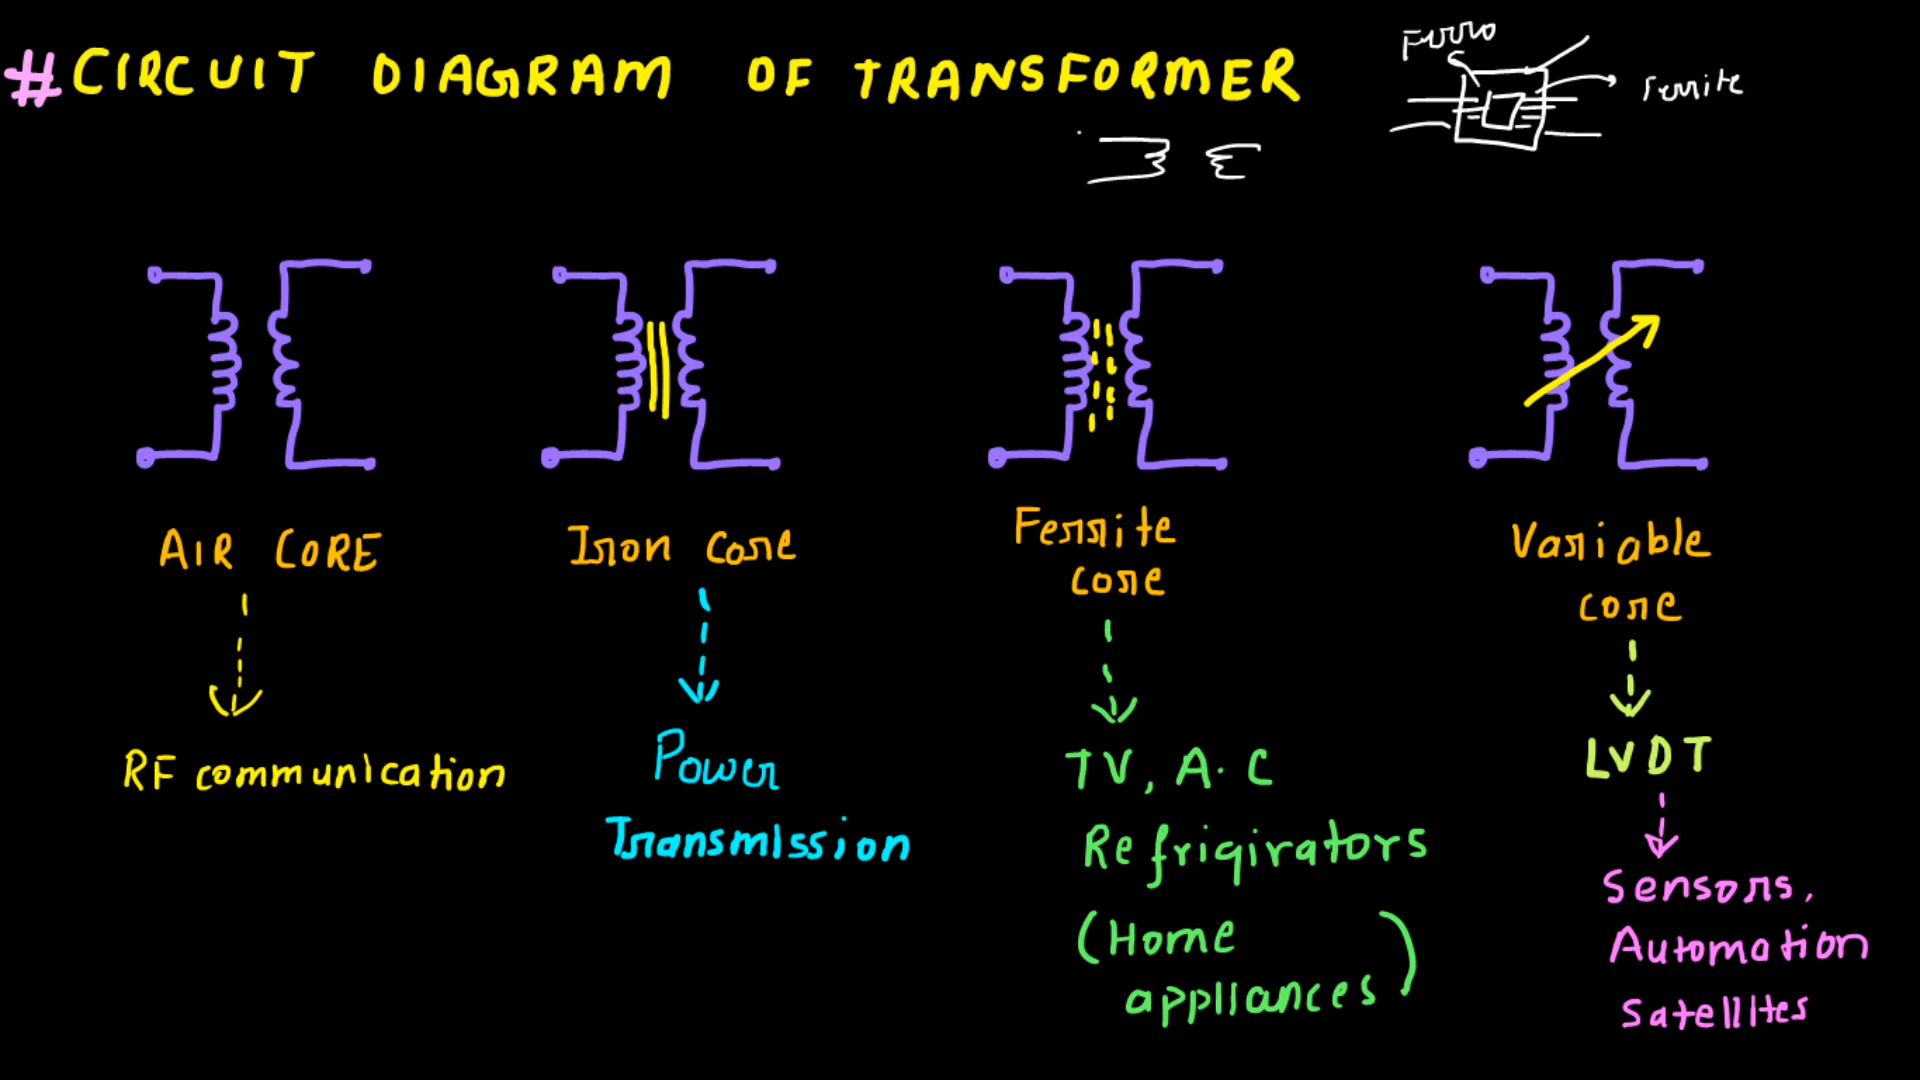 #CIRCUIT DIAGRAM OF TRANSFORMER
Ferro
ferrite
AIR CORE
Iron Core
Ferrite
core
Variable
core
RF communication
Power
Transmission
TV, A.C
Refrigirators
(Home
appliances)
LVDT
Sensors,
Automation
Satellites